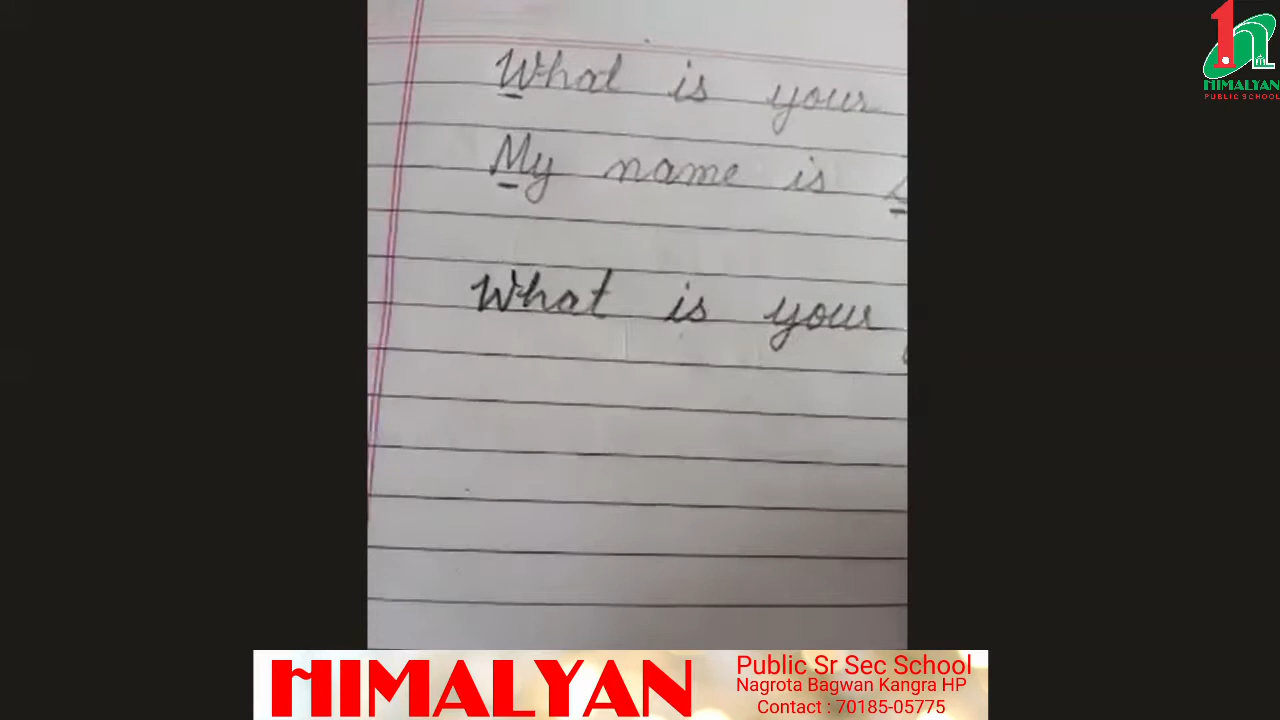 What is your
My name is
What is your
HIMALYAN
PUBLIC SCHOOL
HIMALYAN
Public Sr Sec School
Nagrota Bagwan Kangra HP
Contact : 70185-05775